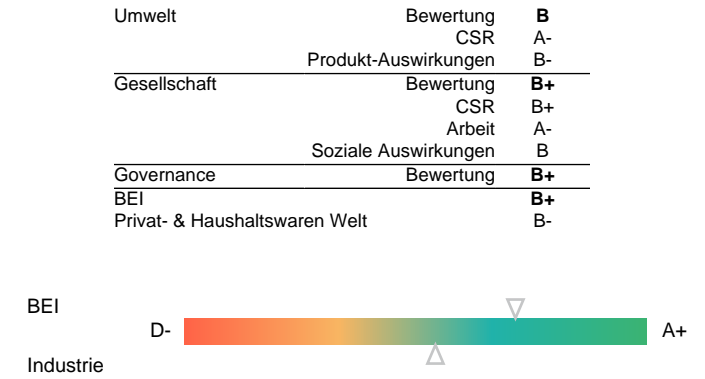 Umwelt Bewertung B
CSR A-
Produkt-Auswirkungen B-
Gesellschaft Bewertung B+
CSR B+
Arbeit A-
Soziale Auswirkungen B
Governance Bewertung B+
BEI B+
Privat- & Haushaltswaren Welt B-
BEI
D- A+
Industrie